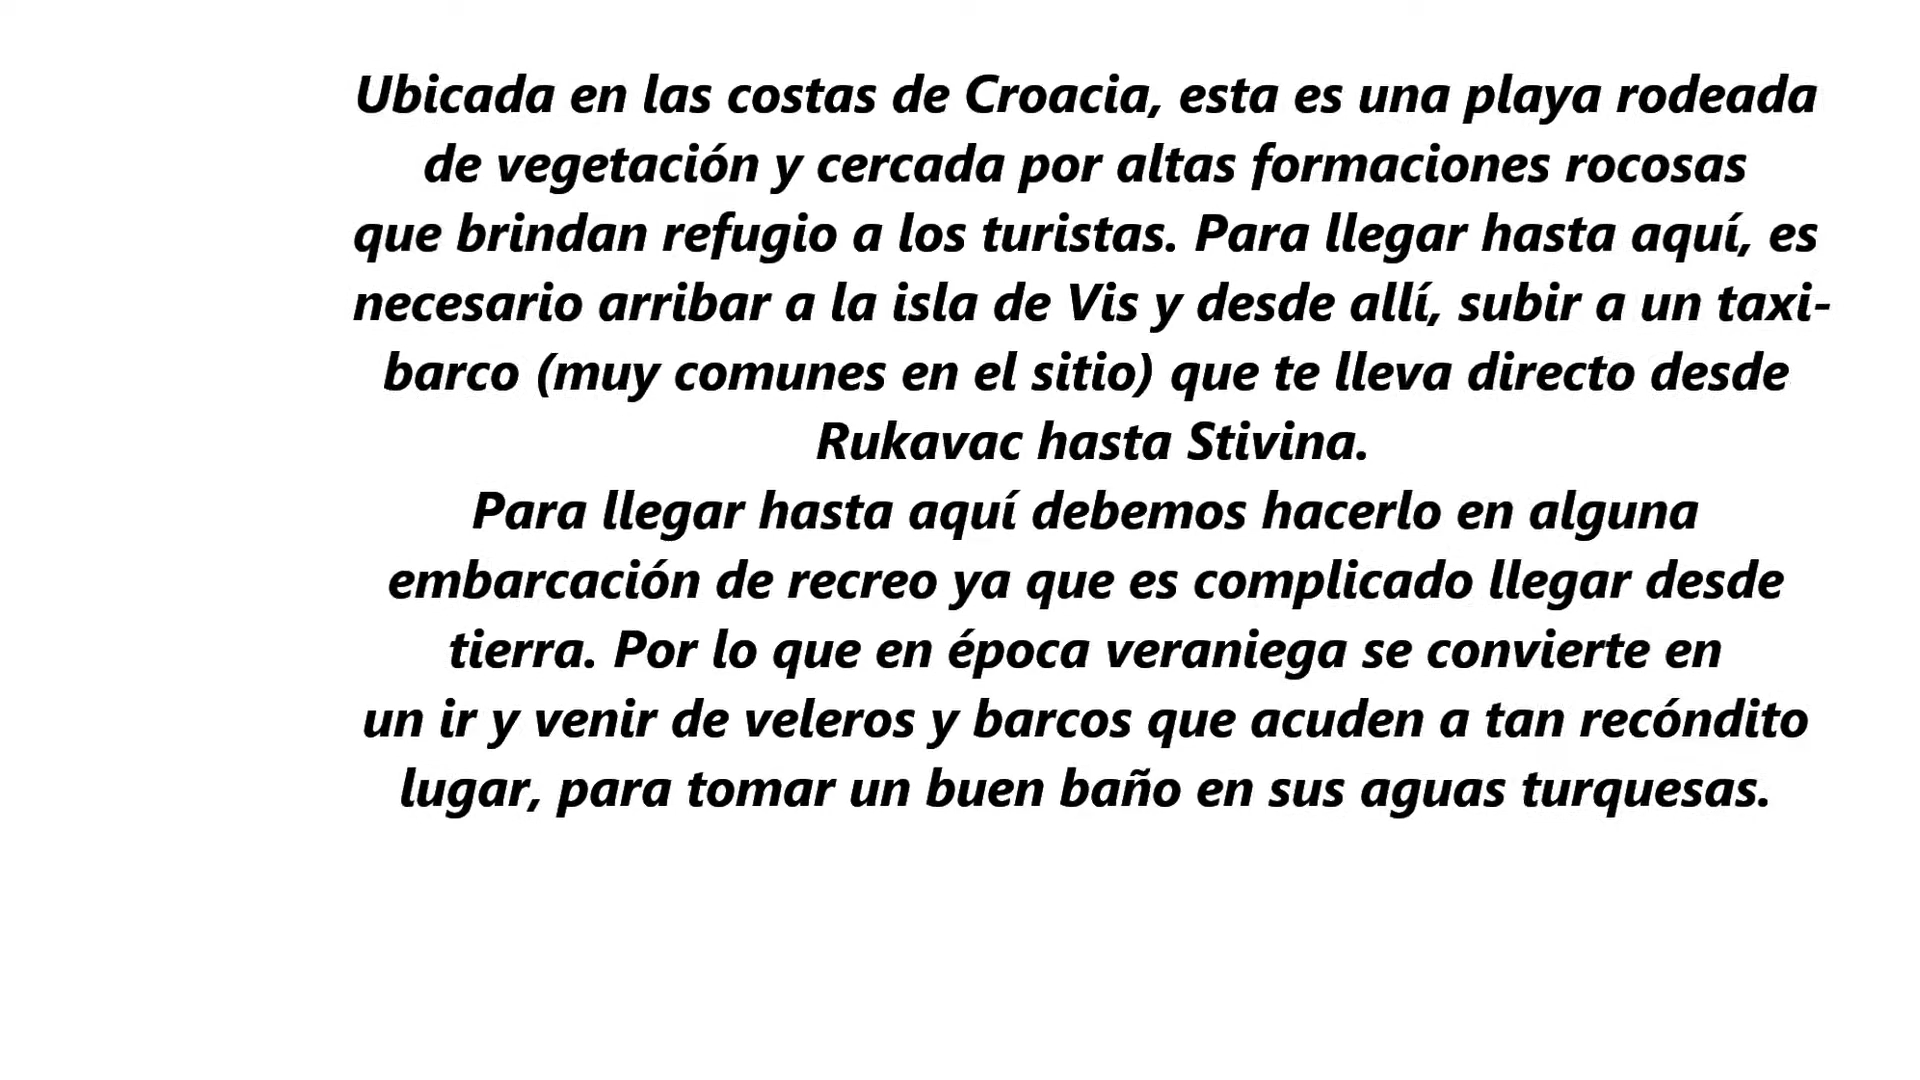 Ubicada en las costas de Croacia, esta es una playa rodeada
de vegetación y cercada por altas formaciones rocosas
que brindan refugio a los turistas. Para llegar hasta aquí, es
necesario arribar a la isla de Vis y desde allí, subir a un taxi-
barco (muy comunes en el sitio) que te lleva directo desde
Rukavac hasta Stivina.
Para llegar hasta aquí debemos hacerlo en alguna
embarcación de recreo ya que es complicado llegar desde
tierra. Por lo que en época veraniega se convierte en
un ir y venir de veleros y barcos que acuden a tan recóndito
lugar, para tomar un buen baño en sus aguas turquesas.